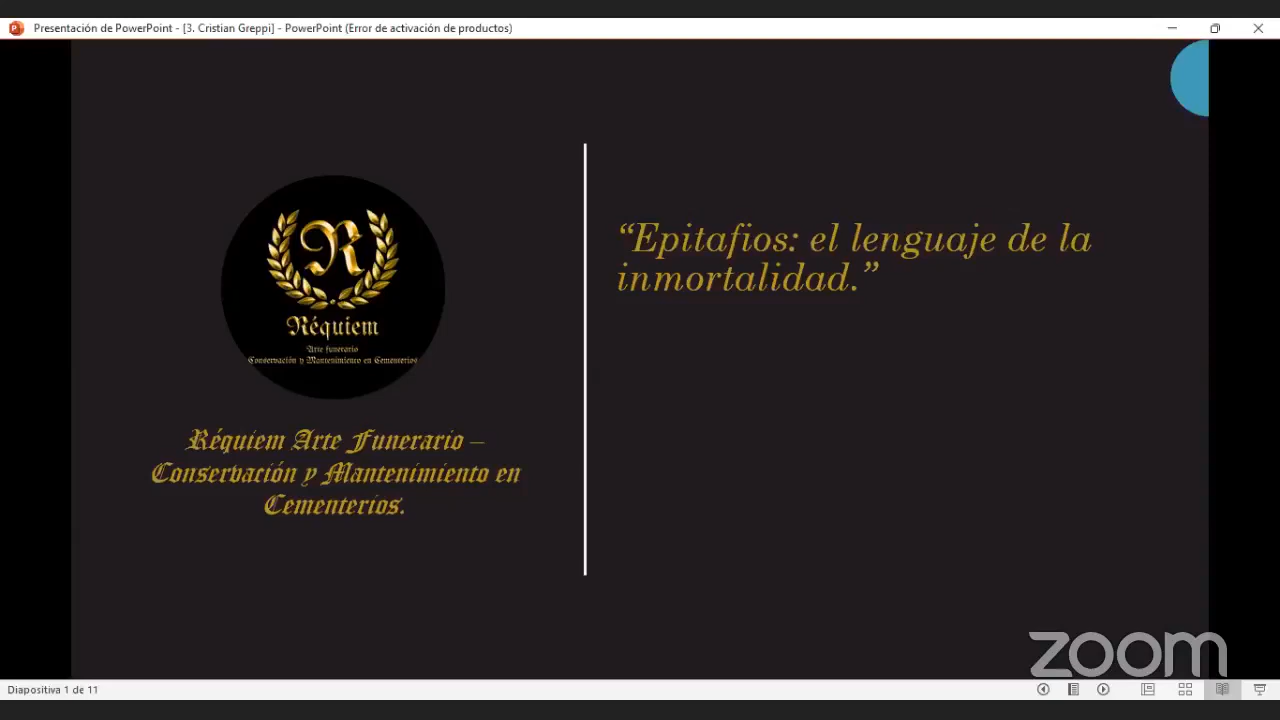 Presentación de PowerPoint - [3. Cristian Greppi] - PowerPoint (Error de activación de productos)
R
Réquiem
Arte funerario
Conservación y Mantenimiento en Cementerios
Réquiem Arte Funerario –
Conservación y Mantenimiento en
Cementerios.
“Epitafios: el lenguaje de la
inmortalidad.”
zoom
Diapositiva 1 de 11